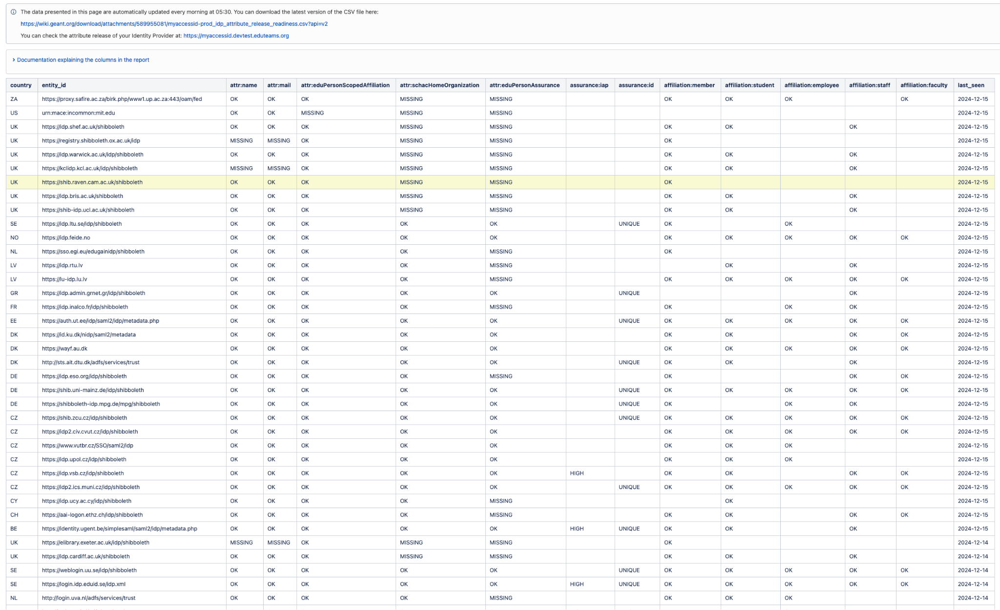 The data presented in this page are automatically updated every morning at 05:30. You can download the latest version of the CSV file here:
https://wiki.geant.org/download/attachments/589955081/myaccessid-prod_idp_attribute_release_readiness.csv?api=v2
You can check the attribute release of your Identity Provider at: https://myaccessid.devtest.eduteams.org
Documentation explaining the columns in the report
country entity_id attr:name attr:mail attr:eduPersonScopedAffiliation attr:schacHomeOrganization attr:eduPersonAssurance assurance:iap assurance:id affiliation:member affiliation:student affiliation:employee affiliation:staff affiliation:faculty last_seen
ZA https://proxy.safire.ac.za/birk.php/www1.up.ac.za:443/oam/fed OK OK OK MISSING MISSING OK OK OK OK 2024-12-15
US urn:mace:incommon:mit.edu OK OK MISSING MISSING MISSING 2024-12-15
UK https://idp.shef.ac.uk/shibboleth OK OK OK MISSING MISSING OK OK OK 2024-12-15
UK https://registry.shibboleth.ox.ac.uk/idp MISSING MISSING OK MISSING MISSING OK 2024-12-15
UK https://idp.warwick.ac.uk/idp/shibboleth OK OK OK MISSING MISSING OK OK OK 2024-12-15
UK https://kclidp.kcl.ac.uk/idp/shibboleth MISSING MISSING OK MISSING MISSING OK OK OK 2024-12-15
UK https://shib.raven.cam.ac.uk/shibboleth OK OK OK MISSING MISSING OK 2024-12-15
UK https://idp.bris.ac.uk/shibboleth OK OK OK MISSING MISSING OK OK OK 2024-12-15
UK https://shib-idp.ucl.ac.uk/shibboleth OK OK OK MISSING MISSING OK OK OK 2024-12-15
SE https://idp.ltu.se/idp/shibboleth OK OK OK OK OK UNIQUE OK OK 2024-12-15
NO https://idp.feide.no OK OK OK OK OK OK OK OK OK OK 2024-12-15
NL https://sso.egi.eu/edugainidp/shibboleth OK OK OK OK MISSING OK 2024-12-15
LV https://idp.rtu.lv OK OK OK OK MISSING OK OK 2024-12-15
LV https://lu-idp.lu.lv OK OK OK OK MISSING OK OK OK OK OK 2024-12-15
GR https://idp.admin.grnet.gr/idp/shibboleth OK OK OK OK OK UNIQUE OK 2024-12-15
FR https://idp.inalco.fr/idp/shibboleth OK OK OK OK MISSING OK OK OK 2024-12-15
EE https://auth.ut.ee/idp/saml2/idp/metadata.php OK OK OK OK OK UNIQUE OK OK OK OK OK 2024-12-15
DK https://id.ku.dk/nidp/saml2/metadata OK OK OK OK OK OK OK OK OK 2024-12-15
DK https://wayf.au.dk OK OK OK OK OK OK OK OK OK OK 2024-12-15
DK http://sts.ait.dtu.dk/adfs/services/trust OK OK OK OK OK UNIQUE OK OK OK 2024-12-15
DE https://idp.eso.org/idp/shibboleth OK OK OK OK MISSING OK OK OK 2024-12-15
DE https://shib.uni-mainz.de/idp/shibboleth OK OK OK OK OK UNIQUE OK OK OK OK OK 2024-12-15
DE https://shibboleth-idp.mpg.de/mpg/shibboleth OK OK OK OK OK UNIQUE OK OK OK 2024-12-15
CZ https://shib.zcu.cz/idp/shibboleth OK OK OK OK OK UNIQUE OK OK OK OK OK 2024-12-15
CZ https://idp2.civ.cvut.cz/idp/shibboleth OK OK OK OK OK OK OK OK OK OK 2024-12-15
CZ https://www.vutbr.cz/SSO/saml2/idp OK OK OK OK OK OK OK OK 2024-12-15
CZ https://idp.upol.cz/idp/shibboleth OK OK OK OK OK OK OK OK 2024-12-15
CZ https://idp.vsb.cz/idp/shibboleth OK OK OK OK OK HIGH OK OK OK OK 2024-12-15
CZ https://idp2.ics.muni.cz/idp/shibboleth OK OK OK OK OK UNIQUE OK OK OK OK OK 2024-12-15
CY https://idp.ucy.ac.cy/idp/shibboleth OK OK OK OK MISSING OK 2024-12-15
CH https://aai-logon.ethz.ch/idp/shibboleth OK OK OK OK MISSING OK OK OK OK 2024-12-15
BE https://identity.ugent.be/simplesaml/saml2/idp/metadata.php OK OK OK OK OK HIGH UNIQUE OK OK OK 2024-12-15
UK https://elibrary.exeter.ac.uk/idp/shibboleth MISSING MISSING OK MISSING MISSING OK 2024-12-14
UK https://idp.cardiff.ac.uk/shibboleth OK OK OK MISSING MISSING OK OK OK 2024-12-14
SE https://weblogin.uu.se/idp/shibboleth OK OK OK OK OK UNIQUE OK OK OK OK OK 2024-12-14
SE https://login.idp.eduid.se/idp.xml OK OK OK OK OK HIGH UNIQUE OK OK OK OK OK 2024-12-14
NL http://login.uva.nl/adfs/services/trust OK OK OK OK MISSING OK OK OK 2024-12-14